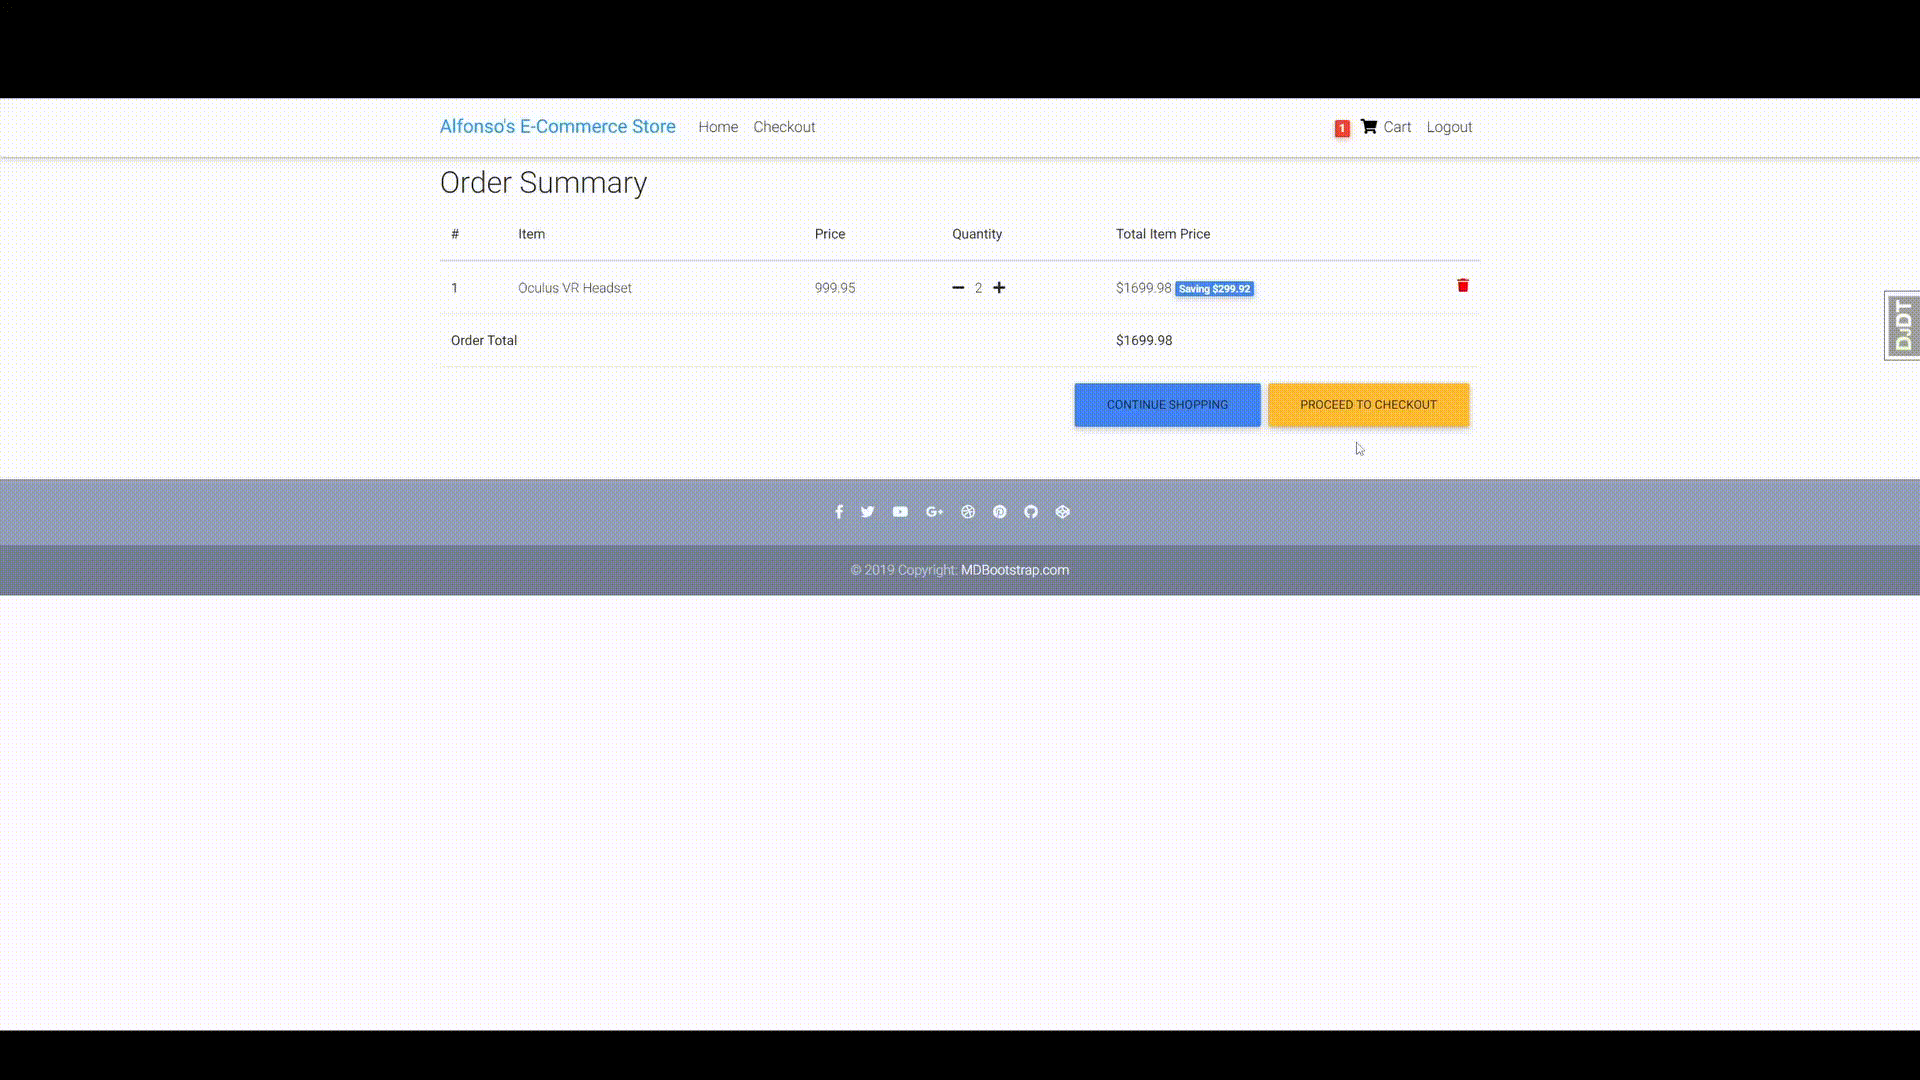 Alfonso's E-Commerce Store Home Checkout 1 Cart Logout
Order Summary
# Item Price Quantity Total Item Price
1 Oculus VR Headset 999.95 2 $1699.98 Saving $299.92
DJDT
Order Total $1699.98
CONTINUE SHOPPING PROCEED TO CHECKOUT
© 2019 Copyright: MDBootstrap.com